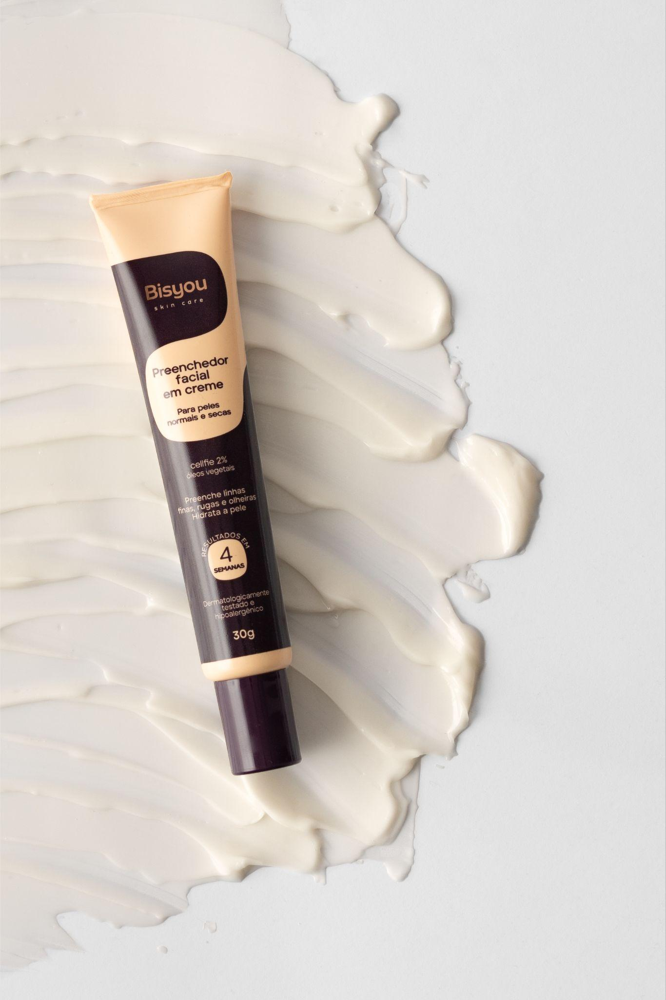 Bisyou
skin care
Preenchedor
facial
em creme
Para peles
normais e secas
cellfie 2%
óleos vegetais
Preenche linhas
finas, rugas e olheiras
Hidrata a pele
RESULTADOS EM
4
SEMANAS
Dermatologicamente
testado e
hipoalergênico
30g